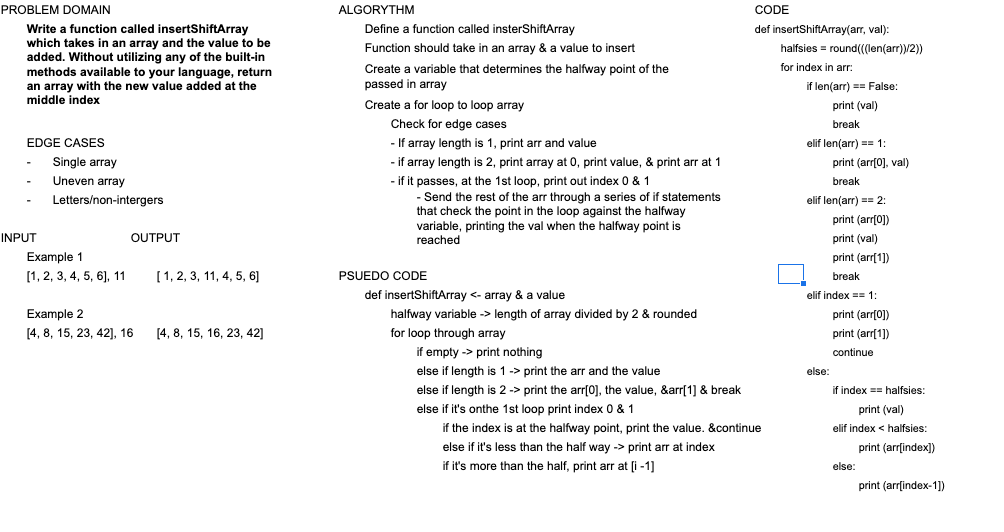 PROBLEM DOMAIN
Write a function called insertShiftArray
which takes in an array and the value to be
added. Without utilizing any of the built-in
methods available to your language, return
an array with the new value added at the
middle index
EDGE CASES
- Single array
- Uneven array
- Letters/non-intergers
INPUT OUTPUT
Example 1
[1, 2, 3, 4, 5, 6], 11 [ 1, 2, 3, 11, 4, 5, 6]
Example 2
[4, 8, 15, 23, 42], 16 [4, 8, 15, 16, 23, 42]
ALGORYTHM
Define a function called insterShiftArray
Function should take in an array & a value to insert
Create a variable that determines the halfway point of the
passed in array
Create a for loop to loop array
Check for edge cases
- If array length is 1, print arr and value
- if array length is 2, print array at 0, print value, & print arr at 1
- if it passes, at the 1st loop, print out index 0 & 1
- Send the rest of the arr through a series of if statements
that check the point in the loop against the halfway
variable, printing the val when the halfway point is
reached
PSUEDO CODE
def insertShiftArray <- array & a value
halfway variable -> length of array divided by 2 & rounded
for loop through array
if empty -> print nothing
else if length is 1 -> print the arr and the value
else if length is 2 -> print the arr[0], the value, &arr[1] & break
else if it's onthe 1st loop print index 0 & 1
if the index is at the halfway point, print the value. &continue
else if it's less than the half way -> print arr at index
if it's more than the half, print arr at [i -1]
CODE
def insertShiftArray(arr, val):
halfsies = round(((len(arr))/2))
for index in arr:
if len(arr) == False:
print (val)
break
elif len(arr) == 1:
print (arr[0], val)
break
elif len(arr) == 2:
print (arr[0])
print (val)
print (arr[1])
break
elif index == 1:
print (arr[0])
print (arr[1])
continue
else:
if index == halfsies:
print (val)
elif index < halfsies:
print (arr[index])
else:
print (arr[index-1])